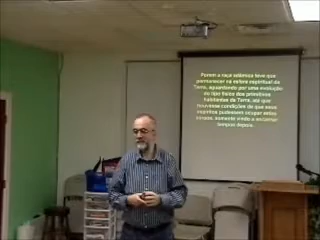 Porem a raça adâmica teve que
permanecer na esfera espiritual da
Terra, aguardando por uma evolução
do tipo físico dos primitivos
habitantes da Terra, até que
houvesse condições de que seus
espíritos pudessem ocupar estes
corpos, somente vindo a encarnar
tempos depois.